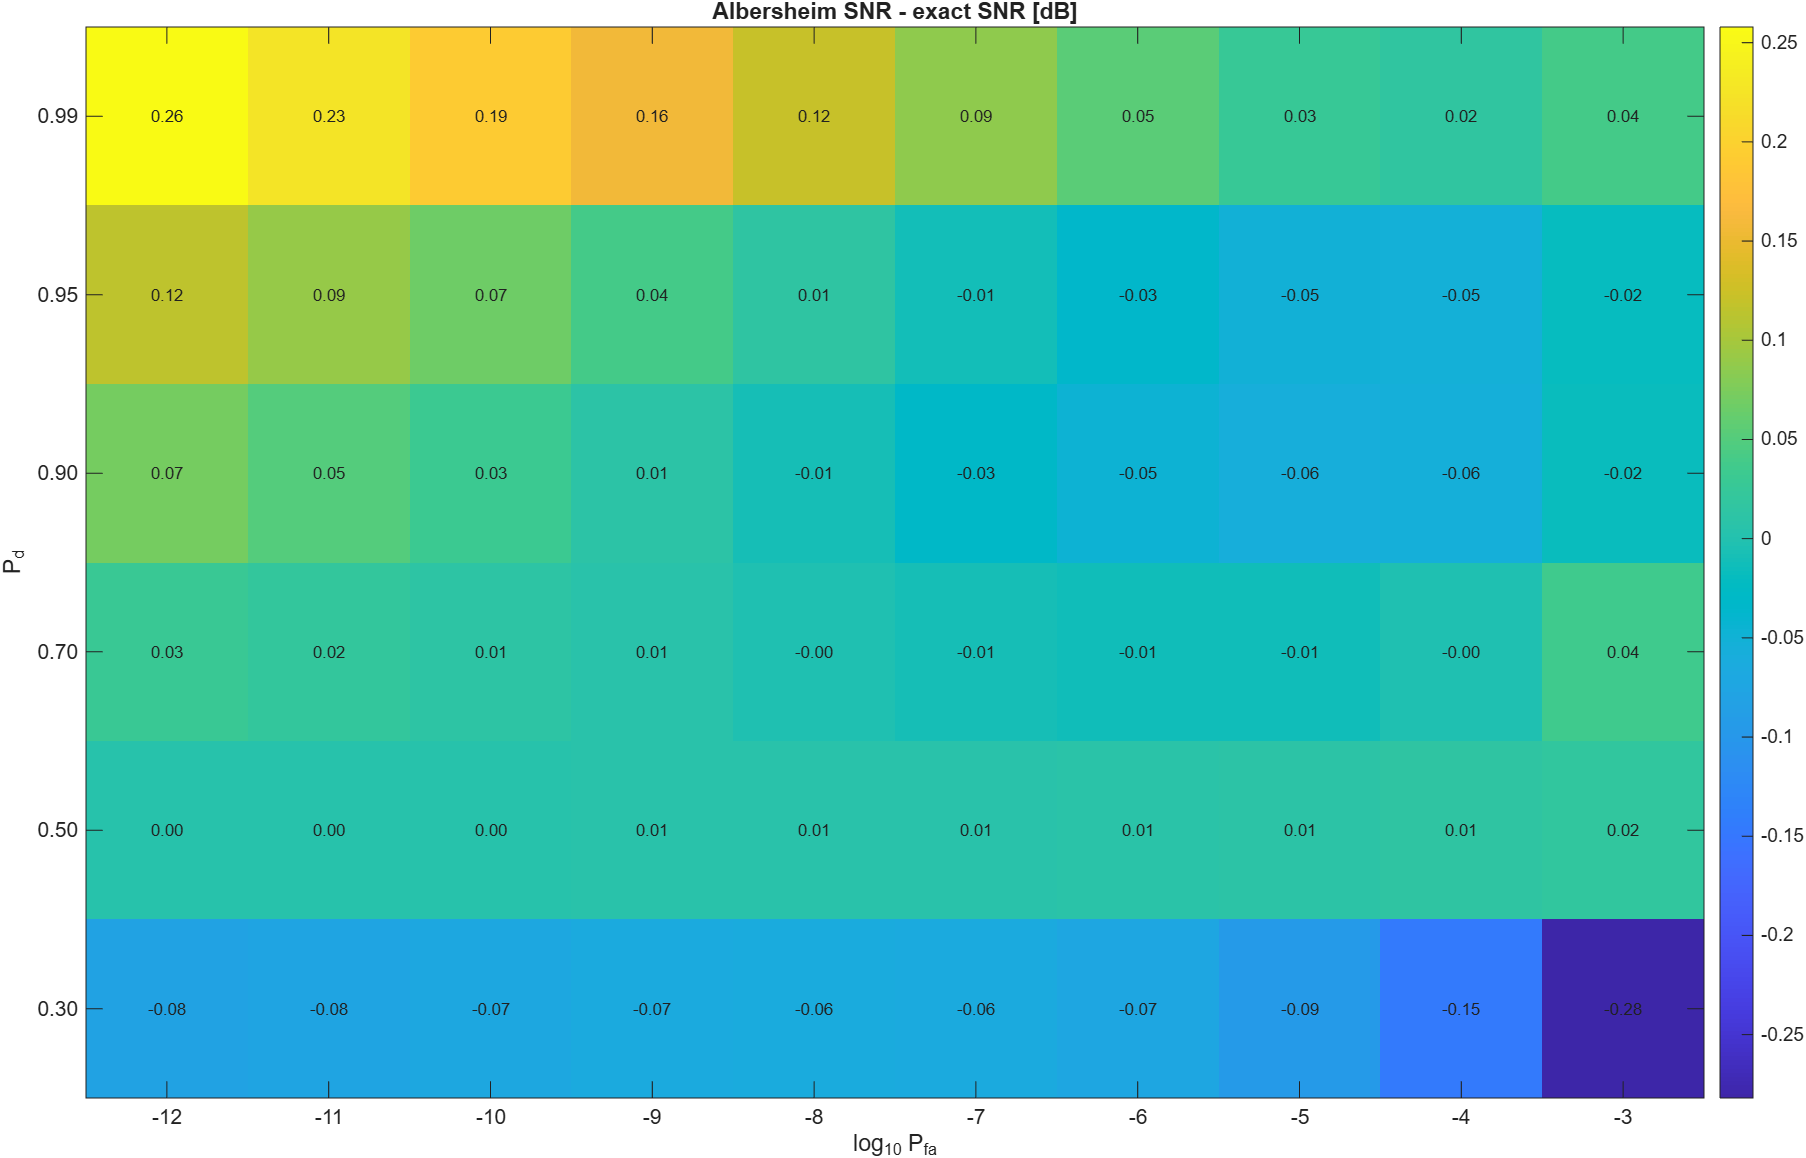 Albersheim SNR - exact SNR [dB]
0.99 0.26 0.23 0.19 0.16 0.12 0.09 0.05 0.03 0.02 0.04
0.95 0.12 0.09 0.07 0.04 0.01 -0.01 -0.03 -0.05 -0.05 -0.02
0.90 0.07 0.05 0.03 0.01 -0.01 -0.03 -0.05 -0.06 -0.06 -0.02
P_d
0.70 0.03 0.02 0.01 0.01 -0.00 -0.01 -0.01 -0.01 -0.00 0.04
0.50 0.00 0.00 0.00 0.01 0.01 0.01 0.01 0.01 0.01 0.02
0.30 -0.08 -0.08 -0.07 -0.07 -0.06 -0.06 -0.07 -0.09 -0.15 -0.28
-12 -11 -10 -9 -8 -7 -6 -5 -4 -3
log₁₀ P_fa
0.25
0.2
0.15
0.1
0.05
0
-0.05
-0.1
-0.15
-0.2
-0.25